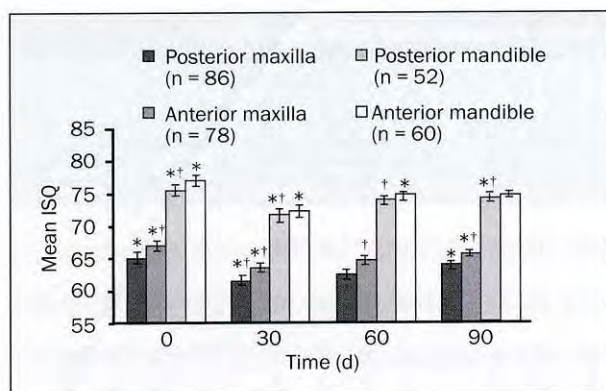 Posterior maxilla
(n = 86)
Posterior mandible
(n = 52)
Anterior maxilla
(n = 78)
Anterior mandible
(n = 60)
Mean ISQ
85
80
75
70
65
60
55
* *† *† *
*† *† *† *
† † *
* *† *†
0 30 60 90
Time (d)